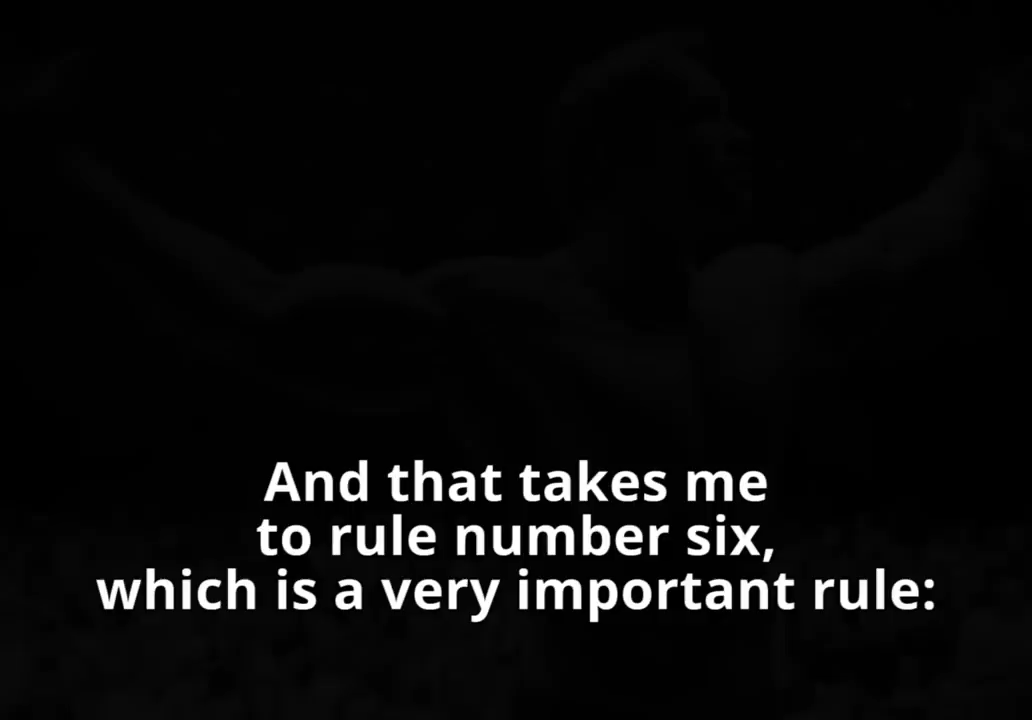 And that takes me
to rule number six,
which is a very important rule: